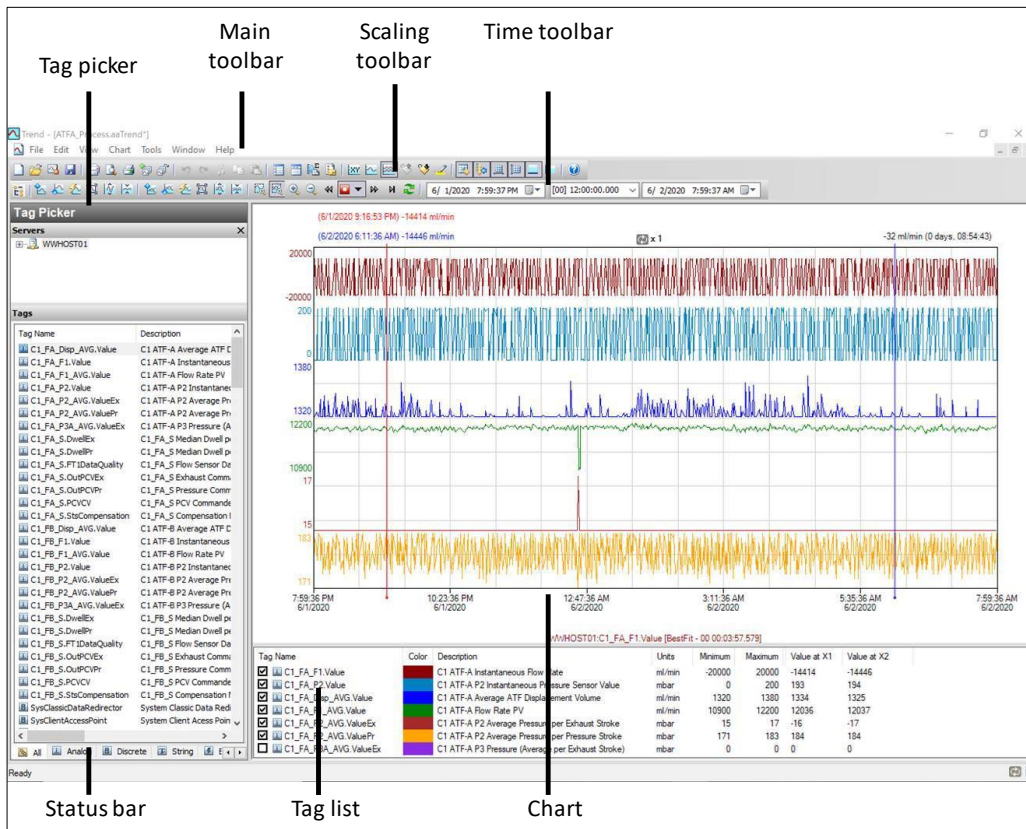 Main
toolbar
Scaling
toolbar
Time toolbar
Tag picker
Trend - [ATFA_Process.aaTrend*]
File Edit View Chart Tools Window Help
6/ 1/2020 7:59:37 PM [00] 12:00:00.000 6/ 2/2020 7:59:37 AM
Tag Picker
Servers
WWHOST01
Tags
Tag Name Description
C1_FA_Disp_AVG.Value C1 ATF-A Average ATF D
C1_FA_F1.Value C1 ATF-A Instantaneous
C1_FA_F1_AVG.Value C1 ATF-A Flow Rate PV
C1_FA_P2.Value C1 ATF-A P2 Instantaneo
C1_FA_P2_AVG.ValueEx C1 ATF-A P2 Average Pre
C1_FA_P2_AVG.ValuePr C1 ATF-A P2 Average Pre
C1_FA_P3A_AVG.ValueEx C1 ATF-A P3 Pressure (A
C1_FA_S.DwellEx C1_FA_S Median Dwell pe
C1_FA_S.DwellPr C1_FA_S Median Dwell pe
C1_FA_S.FT1DataQuality C1_FA_S Flow Sensor Da
C1_FA_S.OutPCVEx C1_FA_S Exhaust Comma
C1_FA_S.OutPCVPr C1_FA_S Pressure Comm
C1_FA_S.PCVCV C1_FA_S PCV Commande
C1_FA_S.StsCompensation C1_FA_S Compensation
C1_FB_Disp_AVG.Value C1 ATF-B Average ATF D
C1_FB_F1.Value C1 ATF-B Instantaneous
C1_FB_F1_AVG.Value C1 ATF-B Flow Rate PV
C1_FB_P2.Value C1 ATF-B P2 Instantaneo
C1_FB_P2_AVG.ValueEx C1 ATF-B P2 Average Pre
C1_FB_P2_AVG.ValuePr C1 ATF-B P2 Average Pre
C1_FB_P3A_AVG.ValueEx C1 ATF-B P3 Pressure (A
C1_FB_S.DwellEx C1_FB_S Median Dwell pe
C1_FB_S.DwellPr C1_FB_S Median Dwell pe
C1_FB_S.FT1DataQuality C1_FB_S Flow Sensor Da
C1_FB_S.OutPCVEx C1_FB_S Exhaust Comma
C1_FB_S.OutPCVPr C1_FB_S Pressure Comm
C1_FB_S.PCVCV C1_FB_S PCV Commande
C1_FB_S.StsCompensation C1_FB_S Compensation
SysClassicDataRedirector System Classic Data Redi
SysClientAccessPoint System Client Acess Poin
All Analog Discrete String
(6/1/2020 9:16:53 PM) -14414 ml/min
(6/2/2020 6:11:36 AM) -14446 ml/min x 1 -32 ml/min (0 days, 08:54:43)
20000
-20000
200
0
1380
1320
12200
10900
17
15
183
171
7:59:36 PM 10:23:36 PM 12:47:36 AM 3:11:36 AM 5:35:36 AM 7:59:36 AM
6/1/2020 6/1/2020 6/2/2020 6/2/2020 6/2/2020 6/2/2020
WWHOST01:C1_FA_F1.Value [BestFit - 00 00:03:57.579]
Tag Name Color Description Units Minimum Maximum Value at X1 Value at X2
C1_FA_F1.Value C1 ATF-A Instantaneous Flow Rate ml/min -20000 20000 -14414 -14446
C1_FA_P2.Value C1 ATF-A P2 Instantaneous Pressure Sensor Value mbar 0 200 193 194
C1_FA_Disp_AVG.Value C1 ATF-A Average ATF Displacement Volume ml/min 1320 1380 1334 1325
C1_FA_F1_AVG.Value C1 ATF-A Flow Rate PV ml/min 10900 12200 12036 12037
C1_FA_P2_AVG.ValueEx C1 ATF-A P2 Average Pressure per Exhaust Stroke mbar 15 17 -16 -17
C1_FA_P2_AVG.ValuePr C1 ATF-A P2 Average Pressure per Pressure Stroke mbar 171 183 184 184
C1_FA_P3A_AVG.ValueEx C1 ATF-A P3 Pressure (Average per Exhaust Stroke) mbar 0 0 0 0
Ready
Status bar
Tag list
Chart